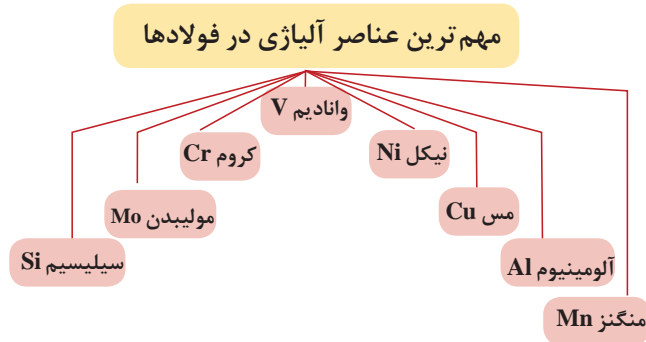 مهم ترین عناصر آلیاژی در فولادها
وانادیم V
کروم Cr
نیکل Ni
مولیبدن Mo
مس Cu
سیلیسیم Si
آلومینیوم Al
منگنز Mn